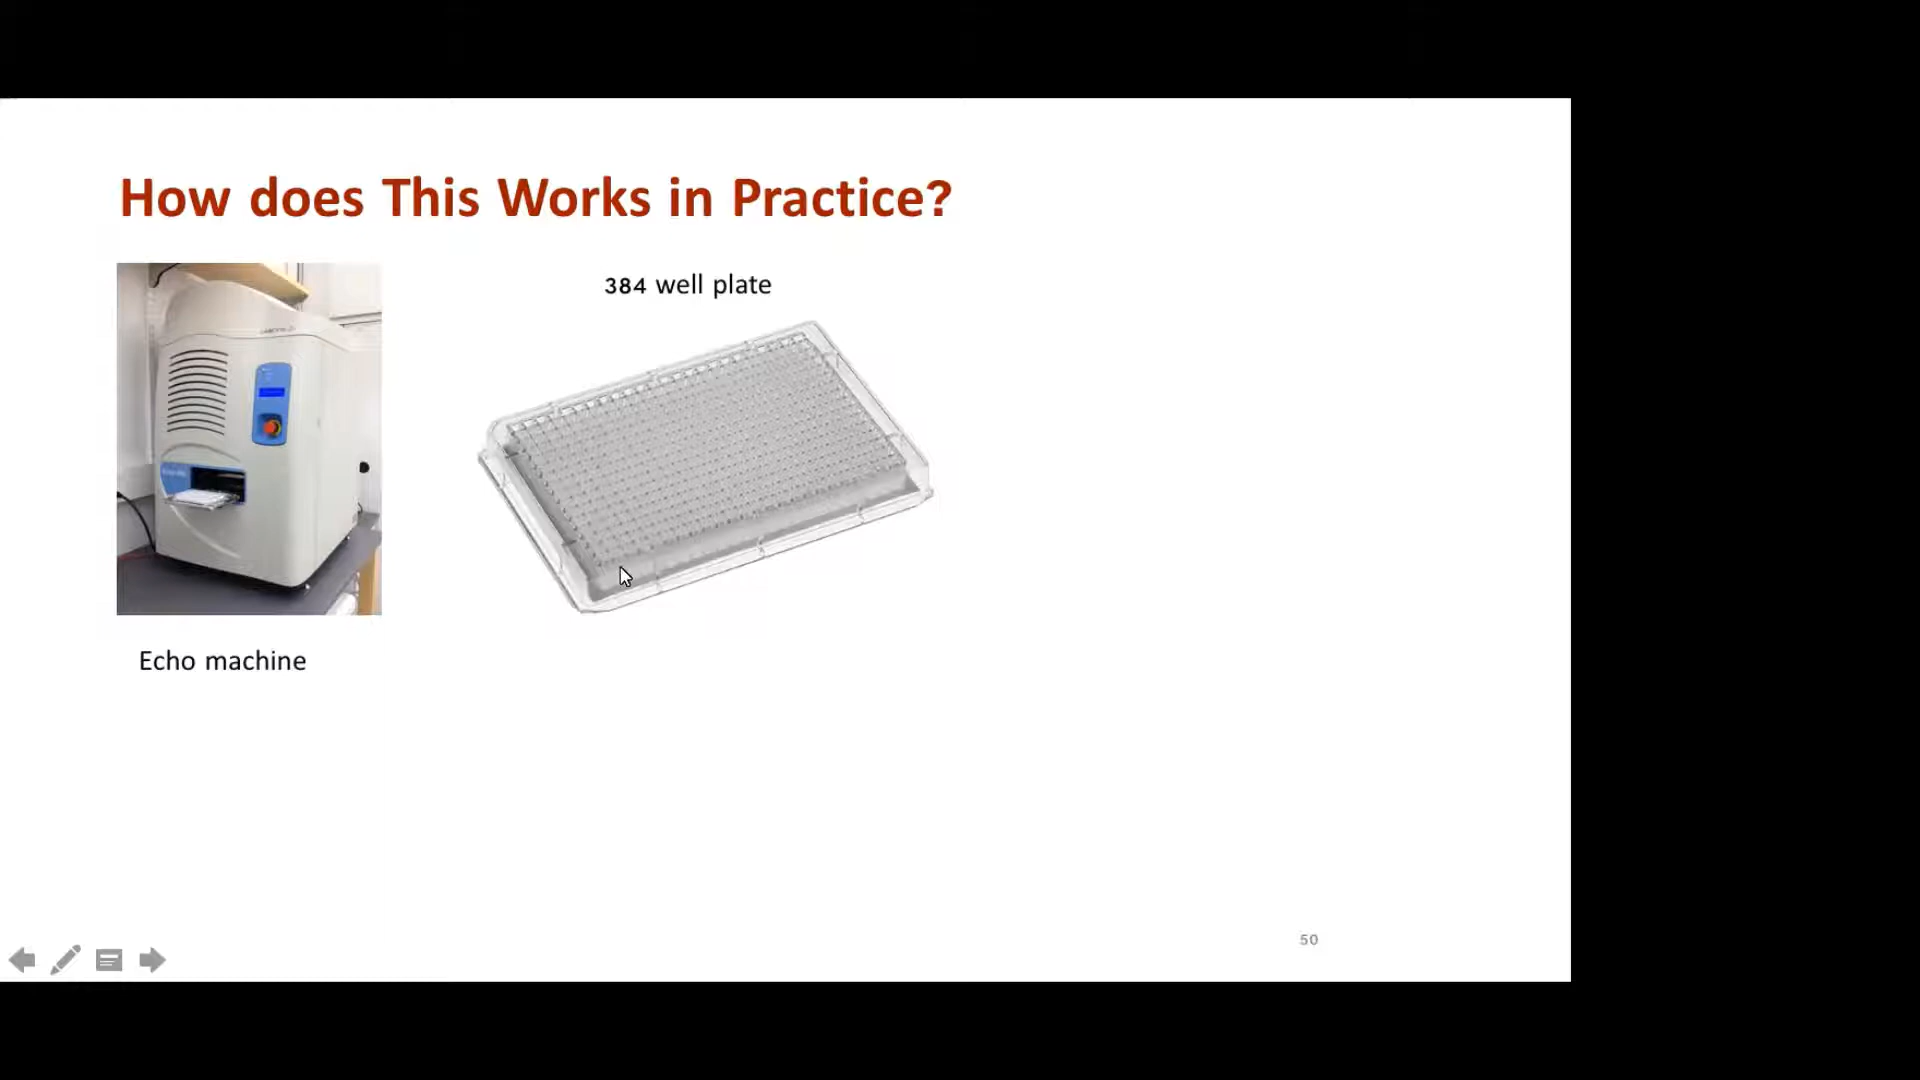 How does This Works in Practice?
384 well plate
Echo machine
50